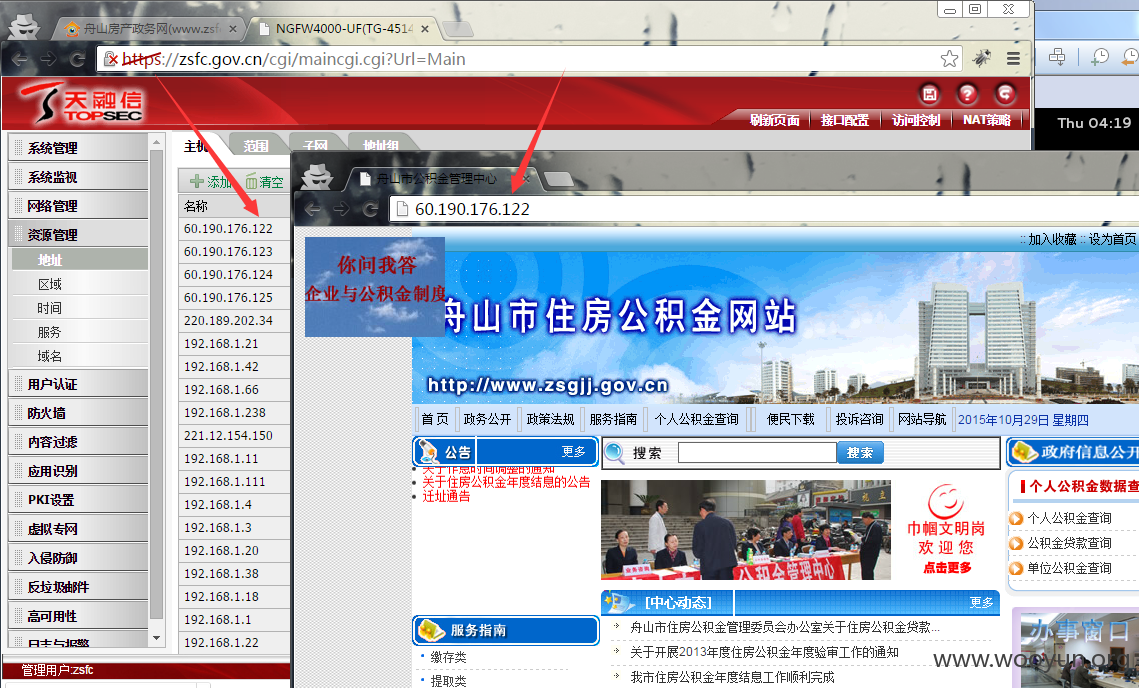 舟山房产政务网(www.zsf
NGFW4000-UF(TG-4514
https://zsfc.gov.cn/cgi/maincgi.cgi?Url=Main
天融信
TOPSEC
刷新页面
接口配置
访问控制
NAT策略
Thu 04:19
系统管理
系统监视
网络管理
资源管理
地址
区域
时间
服务
域名
用户认证
防火墙
内容过滤
应用识别
PKI设置
虚拟专网
入侵防御
反垃圾邮件
高可用性
日志与报警
管理用户:zsfc
主机
范围
子网
地址组
添加
清空
名称
60.190.176.122
60.190.176.123
60.190.176.124
60.190.176.125
220.189.202.34
192.168.1.21
192.168.1.42
192.168.1.66
192.168.1.238
221.12.154.150
192.168.1.11
192.168.1.111
192.168.1.4
192.168.1.3
192.168.1.20
192.168.1.38
192.168.1.18
192.168.1.1
192.168.1.22
舟山市公积金管理中心
60.190.176.122
:: 加入收藏 :: 设为首页
你问我答
企业与公积金制度
舟山市住房公积金网站
http://www.zsgjj.gov.cn
首 页
政务公开
政策法规
服务指南
个人公积金查询
便民下载
投诉咨询
网站导航
2015年10月29日 星期四
公告
更多
关于作息时间调整的通知
关于住房公积金年度结息的公告
迁址通告
搜索
搜索
政府信息公开
个人公积金数据查
个人公积金查询
公积金贷款查询
单位公积金查询
业务咨询
公积金管理中心
巾帼文明岗
欢 迎 您
点击更多
[中心动态]
更多
舟山市住房公积金管理委员会办公室关于住房公积金贷款...
关于开展2013年度住房公积金年度验审工作的通知
我市住房公积金年度结息工作顺利完成
服务指南
缴存类
提取类
办事窗口
www.wooyun.org